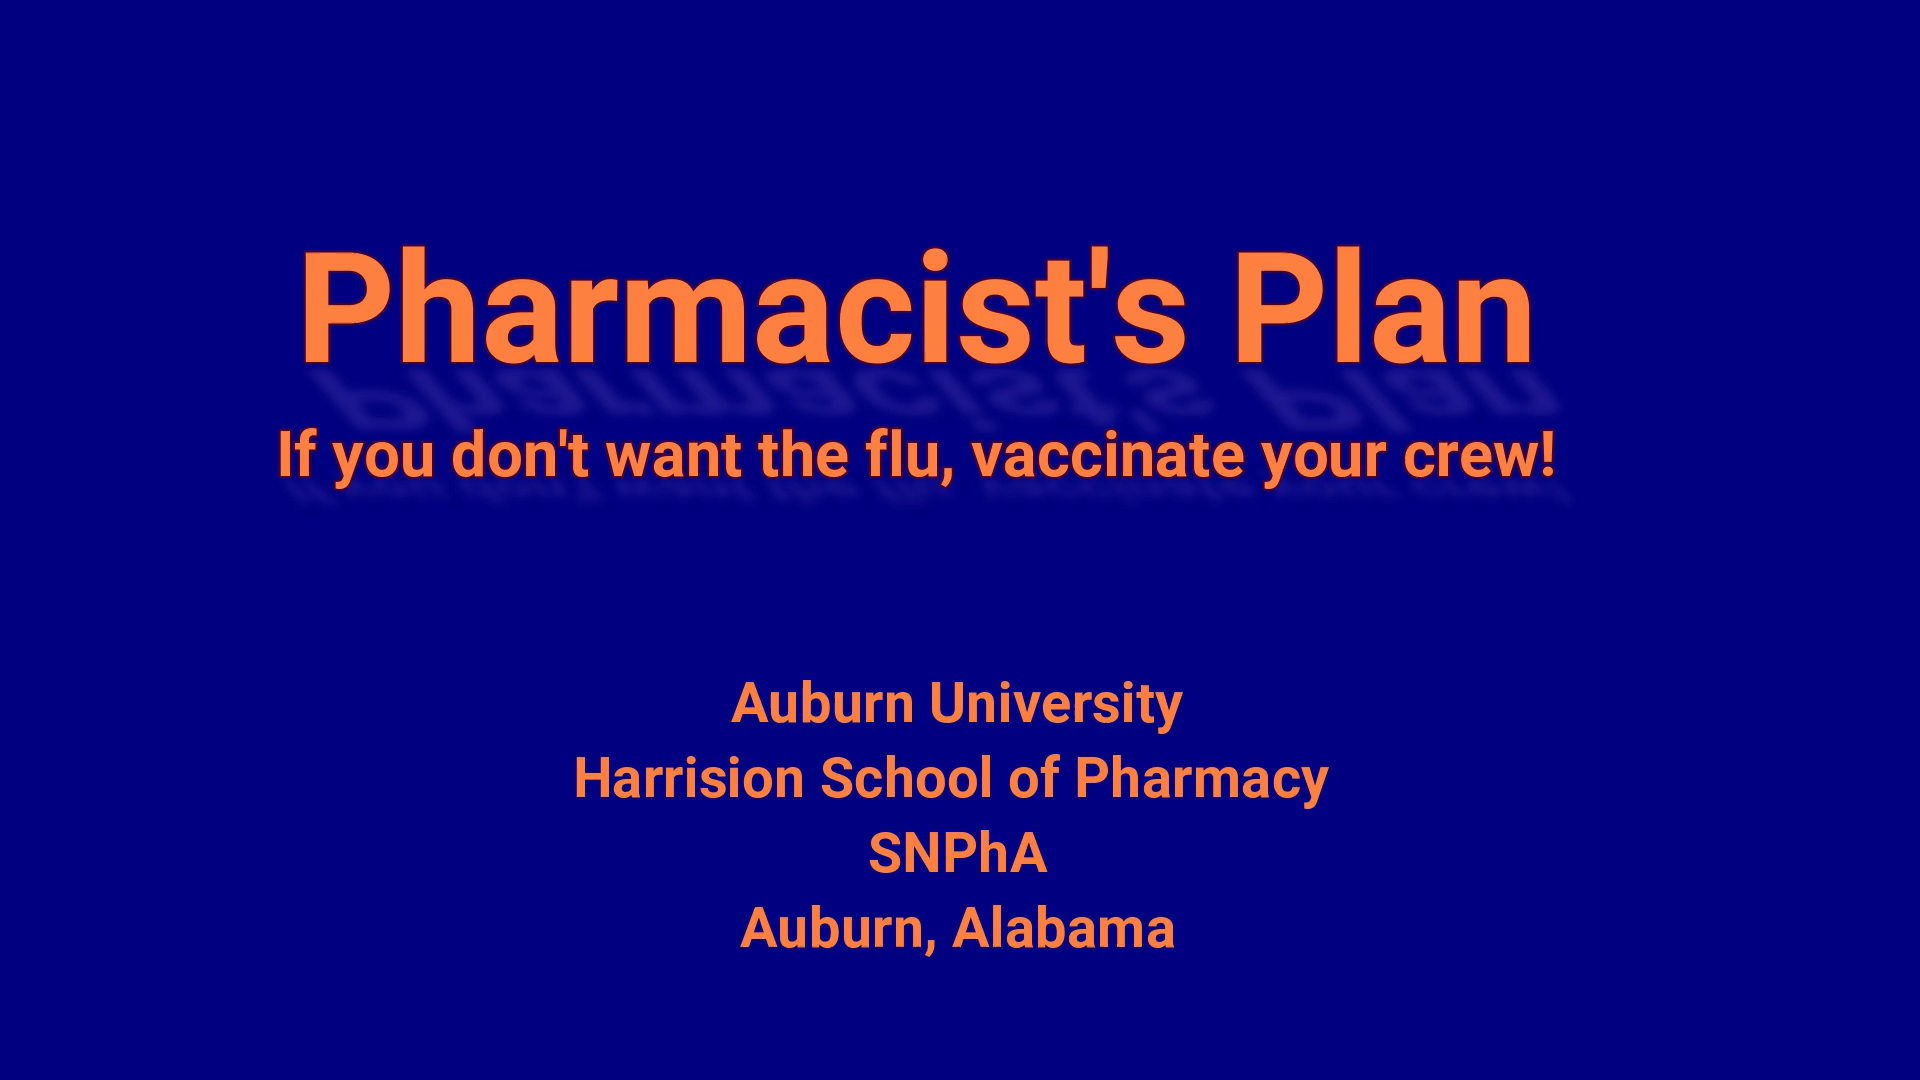 Pharmacist's Plan
If you don't want the flu, vaccinate your crew!
Auburn University
Harrision School of Pharmacy
SNPhA
Auburn, Alabama